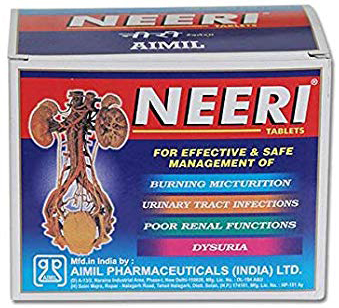 नीरी
AIMIL
NEERI®
TABLETS
FOR EFFECTIVE & SAFE
MANAGEMENT OF
BURNING MICTURITION
URINARY TRACT INFECTIONS
POOR RENAL FUNCTIONS
DYSURIA
Mfd.in India by :
AIMIL PHARMACEUTICALS (INDIA) LTD.
AIMIL